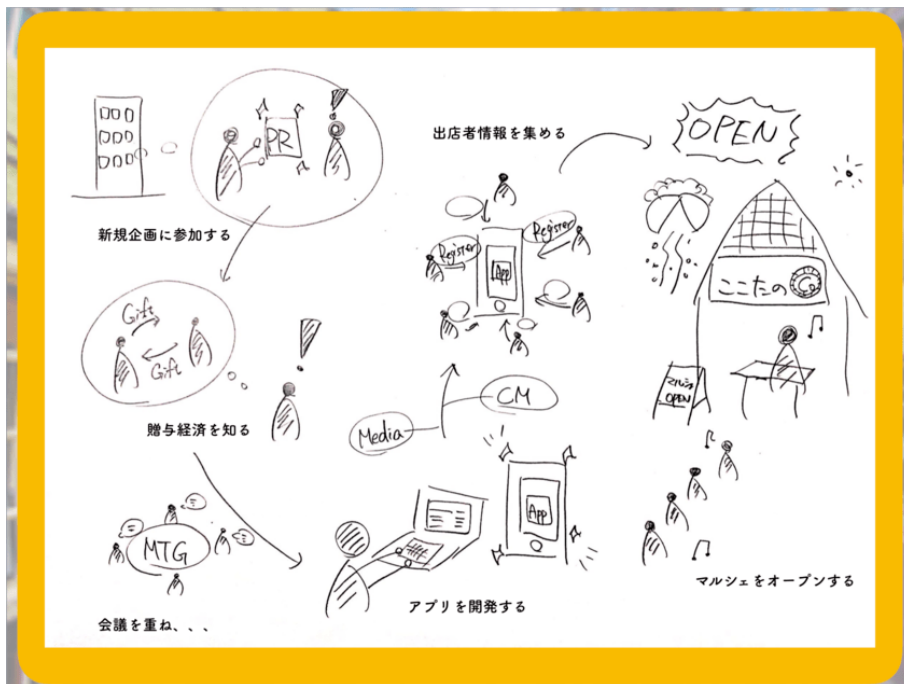 PR
新規企画に参加する
Gift
Gift
贈与経済を知る
MTG
会議を重ね、、、
App
アプリを開発する
Media
CM
出店者情報を集める
Register
Register
App
OPEN
ここたの
マルシェ
OPEN
マルシェをオープンする